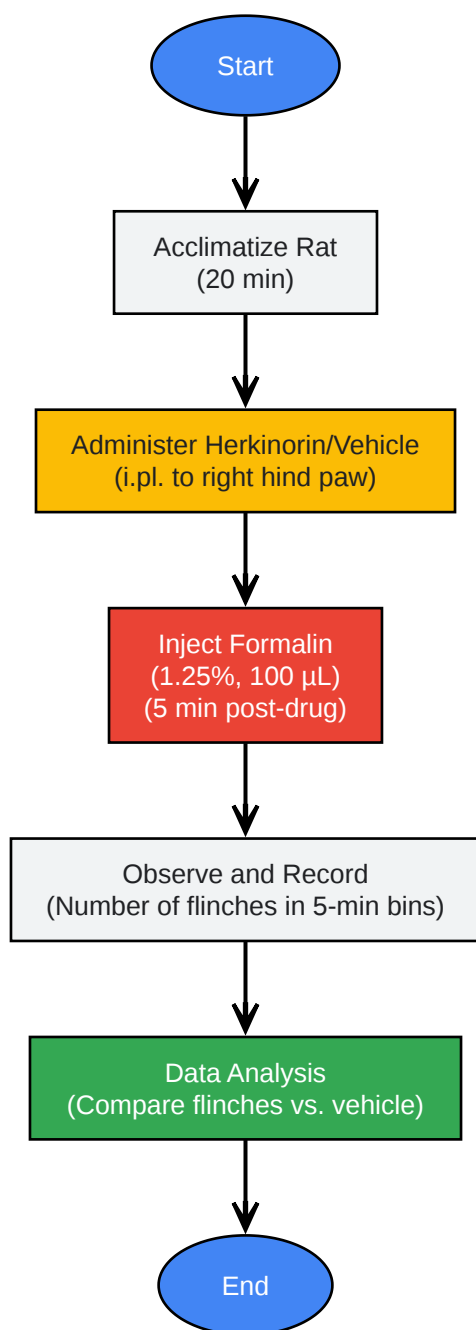 Start
Acclimatize Rat
(20 min)
Administer Herkinorin/Vehicle
(i.pl. to right hind paw)
Inject Formalin
(1.25%, 100 µL)
(5 min post-drug)
Observe and Record
(Number of flinches in 5-min bins)
Data Analysis
(Compare flinches vs. vehicle)
End